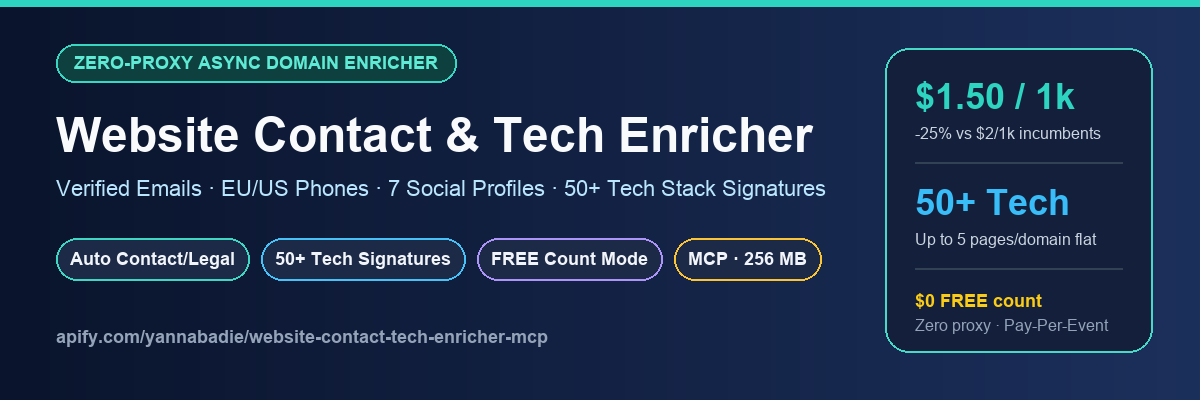 ZERO-PROXY ASYNC DOMAIN ENRICHER
Website Contact & Tech Enricher
Verified Emails · EU/US Phones · 7 Social Profiles · 50+ Tech Stack Signatures
Auto Contact/Legal
50+ Tech Signatures
FREE Count Mode
MCP · 256 MB
apify.com/yannabadie/website-contact-tech-enricher-mcp
$1.50 / 1k
-25% vs $2/1k incumbents
50+ Tech
Up to 5 pages/domain flat
$0 FREE count
Zero proxy · Pay-Per-Event